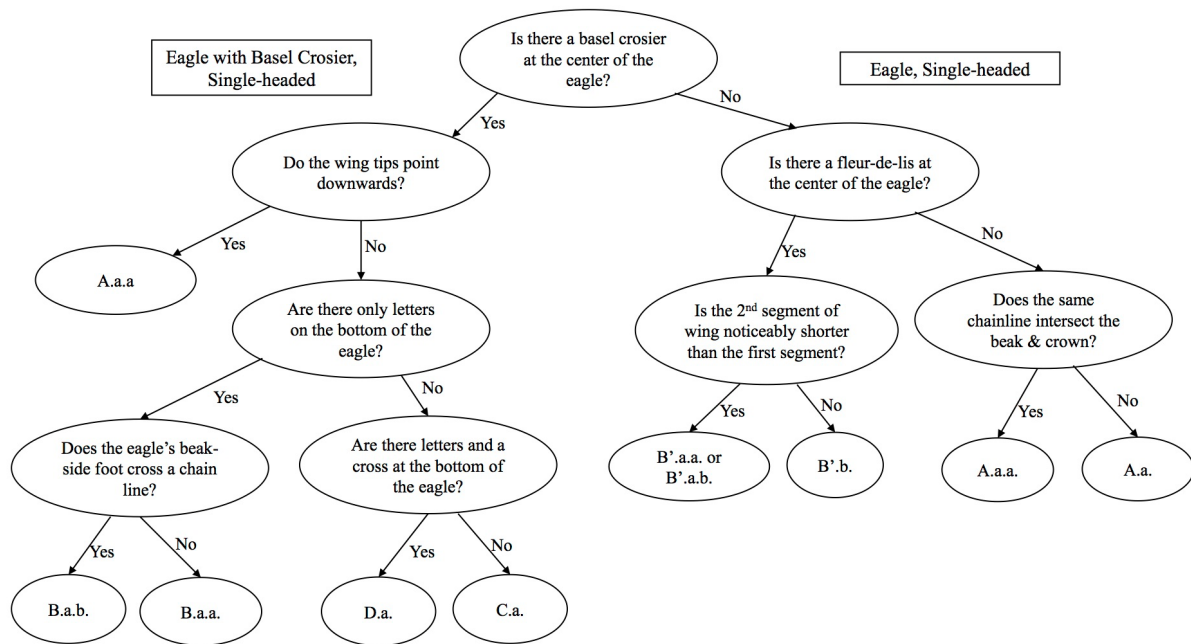 Is there a basel crosier
at the center of the
eagle?
Eagle with Basel Crosier,
Single-headed
Eagle, Single-headed
Yes
No
Do the wing tips point
downwards?
Is there a fleur-de-lis at
the center of the eagle?
Yes
No
Yes
No
A.a.a
Are there only letters
on the bottom of the
eagle?
Is the 2nd segment of
wing noticeably shorter
than the first segment?
Does the same
chainline intersect the
beak & crown?
Yes
No
Yes
No
Yes
No
Does the eagle's beak-
side foot cross a chain
line?
Are there letters and a
cross at the bottom of
the eagle?
B'.a.a. or
B'.a.b.
B'.b.
A.a.a.
A.a.
Yes
No
Yes
No
B.a.b.
B.a.a.
D.a.
C.a.